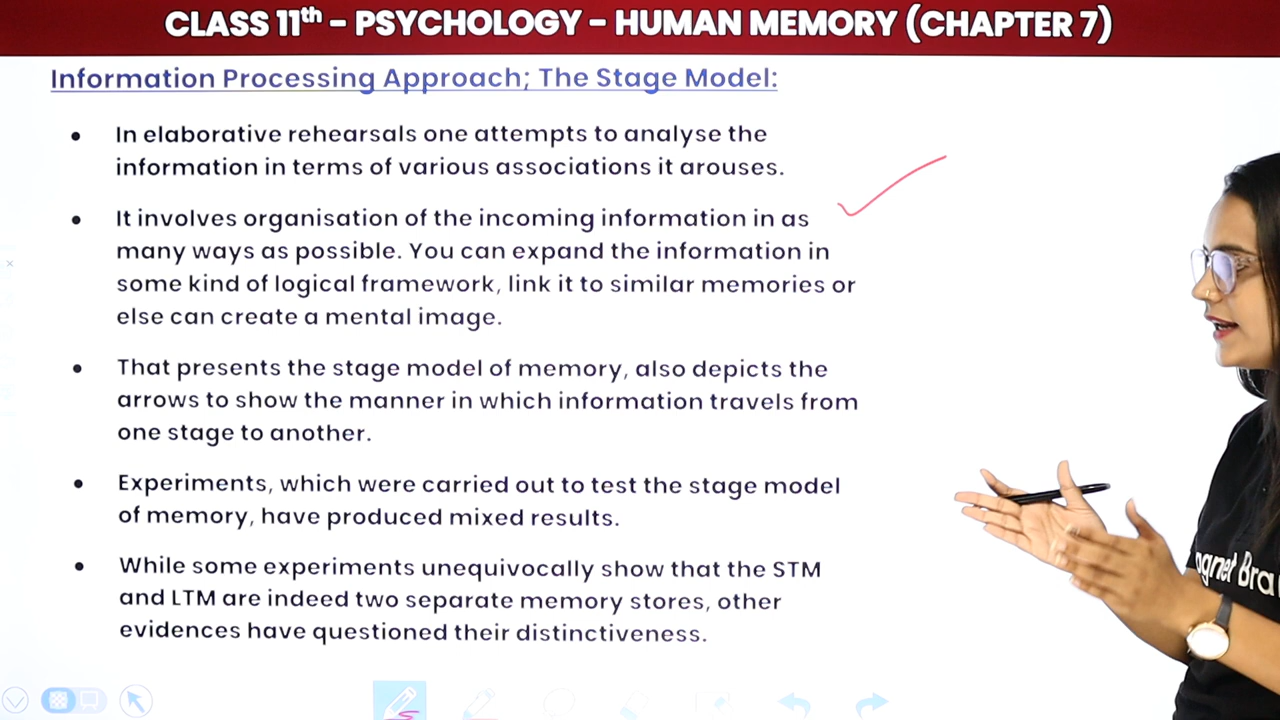 CLASS 11th - PSYCHOLOGY - HUMAN MEMORY (CHAPTER 7)
Information Processing Approach; The Stage Model:
• In elaborative rehearsals one attempts to analyse the
information in terms of various associations it arouses.
• It involves organisation of the incoming information in as
many ways as possible. You can expand the information in
some kind of logical framework, link it to similar memories or
else can create a mental image.
• That presents the stage model of memory, also depicts the
arrows to show the manner in which information travels from
one stage to another.
• Experiments, which were carried out to test the stage model
of memory, have produced mixed results.
• While some experiments unequivocally show that the STM
and LTM are indeed two separate memory stores, other
evidences have questioned their distinctiveness.